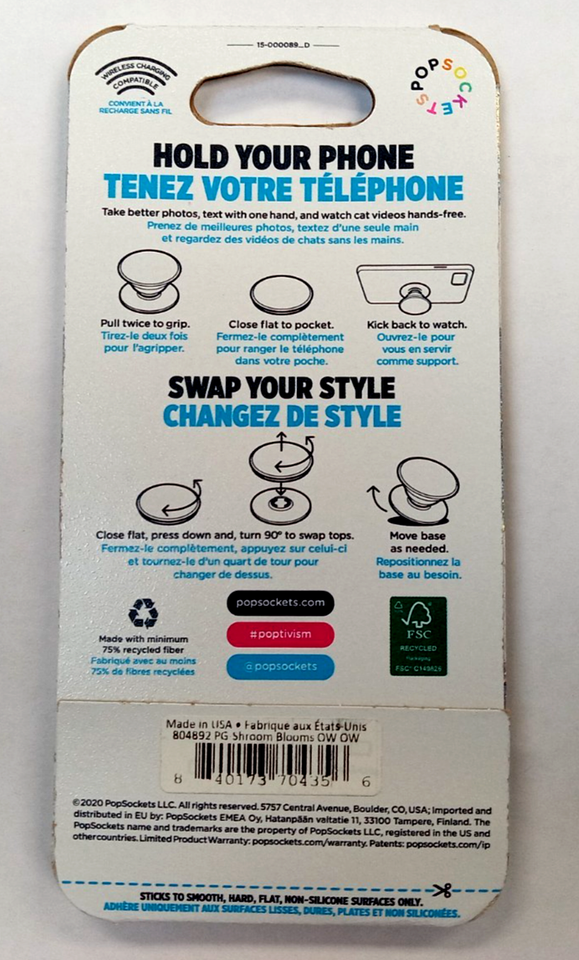 15-000089_D
WIRELESS CHARGING
COMPATIBLE
CONVIENT À LA
RECHARGE SANS FIL
POPSOCKETS
HOLD YOUR PHONE
TENEZ VOTRE TÉLÉPHONE
Take better photos, text with one hand, and watch cat videos hands-free.
Prenez de meilleures photos, textez d'une seule main
et regardez des vidéos de chats sans les mains.
Pull twice to grip.
Tirez-le deux fois
pour l'agripper.
Close flat to pocket.
Fermez-le complètement
pour ranger le téléphone
dans votre poche.
Kick back to watch.
Ouvrez-le pour
vous en servir
comme support.
SWAP YOUR STYLE
CHANGEZ DE STYLE
Close flat, press down and, turn 90° to swap tops.
Fermez-le complètement, appuyez sur celui-ci
et tournez-le d'un quart de tour pour
changer de dessus.
Move base
as needed.
Repositionnez la
base au besoin.
Made with minimum
75% recycled fiber
Fabriqué avec au moins
75% de fibres recyclées
popsockets.com
#poptivism
@popsockets
FSC
RECYCLED
Packaging
FSC® C149826
Made in USA • Fabrique aux États-Unis
804892 PG Shroom Blooms OW OW
8 40173 70435 6
©2020 PopSockets LLC. All rights reserved. 5757 Central Avenue, Boulder, CO, USA; Imported and
distributed in EU by: PopSockets EMEA Oy, Hatanpään valtatie 11, 33100 Tampere, Finland. The
PopSockets name and trademarks are the property of PopSockets LLC, registered in the US and
other countries. Limited Product Warranty: popsockets.com/warranty. Patents: popsockets.com/ip
STICKS TO SMOOTH, HARD, FLAT, NON-SILICONE SURFACES ONLY.
ADHÈRE UNIQUEMENT AUX SURFACES LISSES, DURES, PLATES ET NON SILICONÉES.